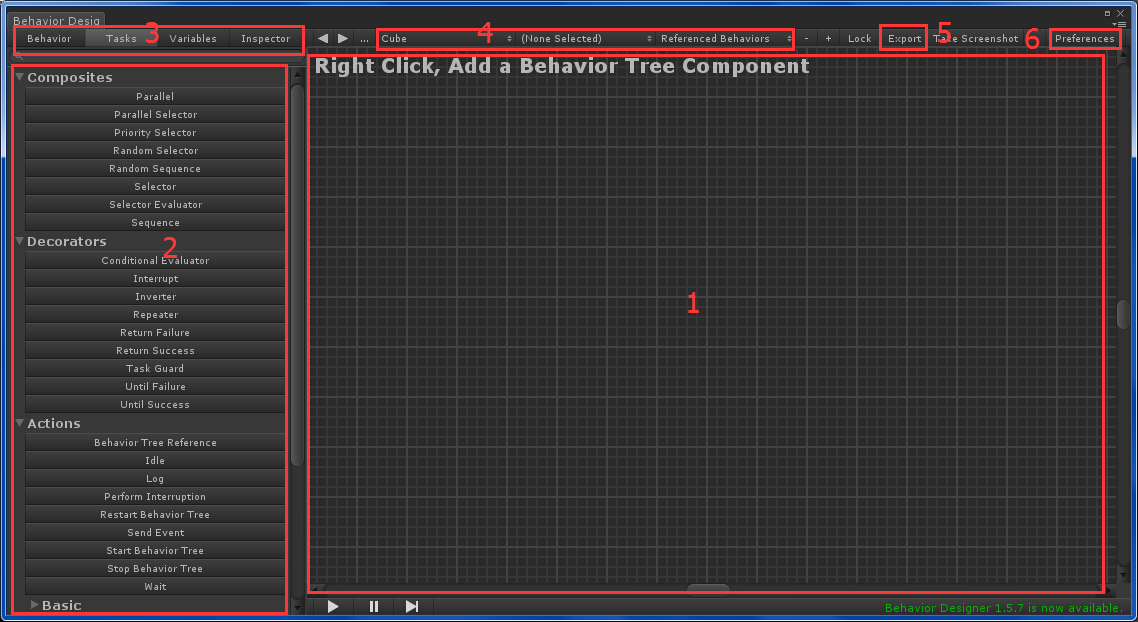 Behavior Desig
Behavior Tasks Variables Inspector
3
... Cube (None Selected) Referenced Behaviors - + Lock Export Take Screenshot Preferences
4
5
6
Right Click, Add a Behavior Tree Component
1
Composites
Parallel
Parallel Selector
Priority Selector
Random Selector
Random Sequence
Selector
Selector Evaluator
Sequence
Decorators
2
Conditional Evaluator
Interrupt
Inverter
Repeater
Return Failure
Return Success
Task Guard
Until Failure
Until Success
Actions
Behavior Tree Reference
Idle
Log
Perform Interruption
Restart Behavior Tree
Send Event
Start Behavior Tree
Stop Behavior Tree
Wait
Basic
Behavior Designer 1.5.7 is now available.